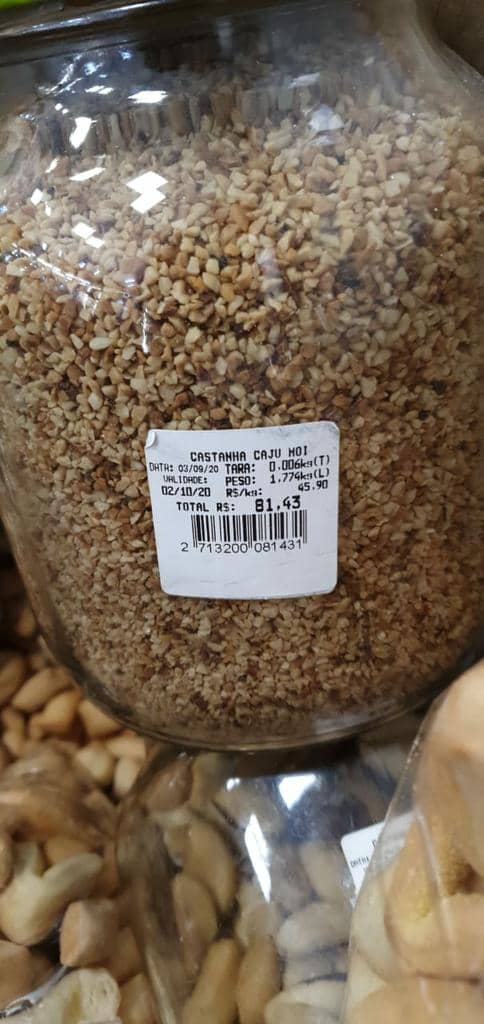 CASTANHA CAJU MOI
DATA: 03/09/20 TARA: 0.006kg(T)
VALIDADE: PESO: 1.774kg(L)
02/10/20 R$/kg: 45.90
TOTAL R$: 81,43
2 713200 081431